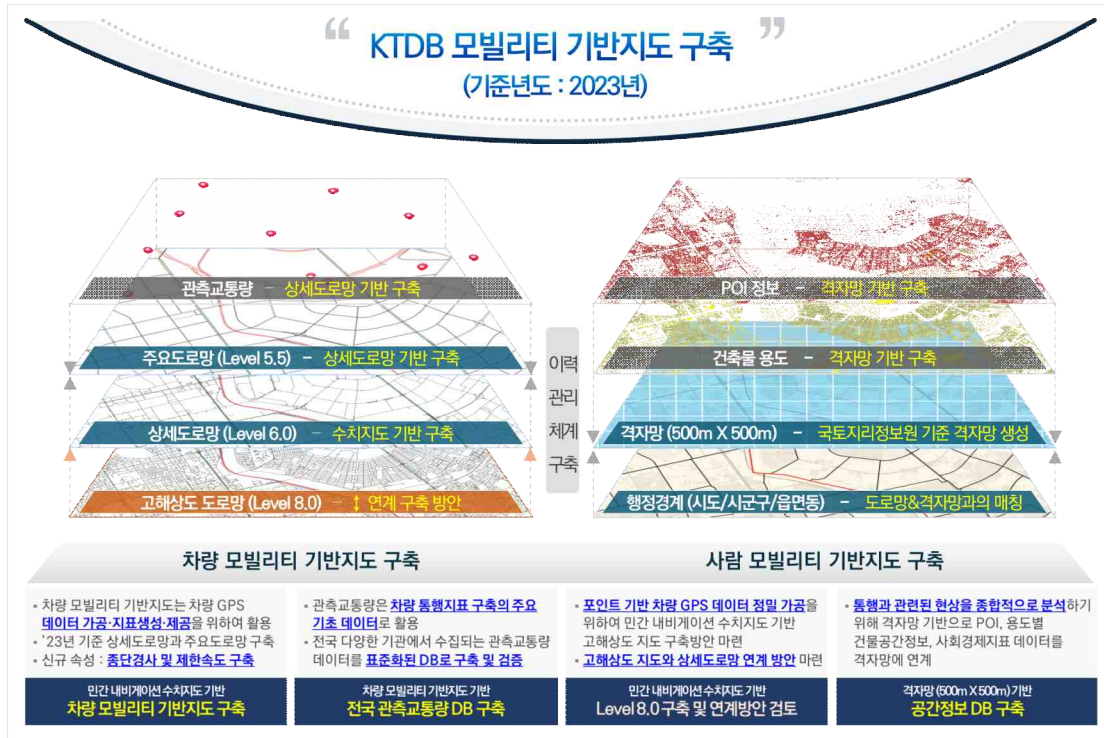 “ KTDB 모빌리티 기반지도 구축 ”
(기준년도 : 2023년)
관측교통량 – 상세도로망 기반 구축
주요도로망 (Level 5.5) – 상세도로망 기반 구축
상세도로망 (Level 6.0) – 수치지도 기반 구축
고해상도 도로망 (Level 8.0) – ↕ 연계 구축 방안
이력
관리
체계
구축
POI 정보 – 격자망 기반 구축
건축물 용도 – 격자망 기반 구축
격자망 (500m X 500m) – 국토지리정보원 기준 격자망 생성
행정경계 (시도/시군구/읍면동) – 도로망&격자망과의 매칭
차량 모빌리티 기반지도 구축
▪ 차량 모빌리티 기반지도는 차량 GPS
데이터 가공·지표생성·제공을 위하여 활용
▪ '23년 기준 상세도로망과 주요도로망 구축
▪ 신규 속성 : 종단경사 및 제한속도 구축
민간 내비게이션 수치지도 기반
차량 모빌리티 기반지도 구축
▪ 관측교통량은 차량 통행지표 구축의 주요
기초 데이터로 활용
▪ 전국 다양한 기관에서 수집되는 관측교통량
데이터를 표준화된 DB로 구축 및 검증
차량 모빌리티 기반지도 기반
전국 관측교통량 DB 구축
사람 모빌리티 기반지도 구축
▪ 포인트 기반 차량 GPS 데이터 정밀 가공을
위하여 민간 내비게이션 수치지도 기반
고해상도 지도 구축방안 마련
▪ 고해상도 지도와 상세도로망 연계 방안 마련
민간 내비게이션 수치지도 기반
Level 8.0 구축 및 연계방안 검토
▪ 통행과 관련된 현상을 종합적으로 분석하기
위해 격자망 기반으로 POI, 용도별
건물공간정보, 사회경제지표 데이터를
격자망에 연계
격자망 (500m X 500m) 기반
공간정보 DB 구축